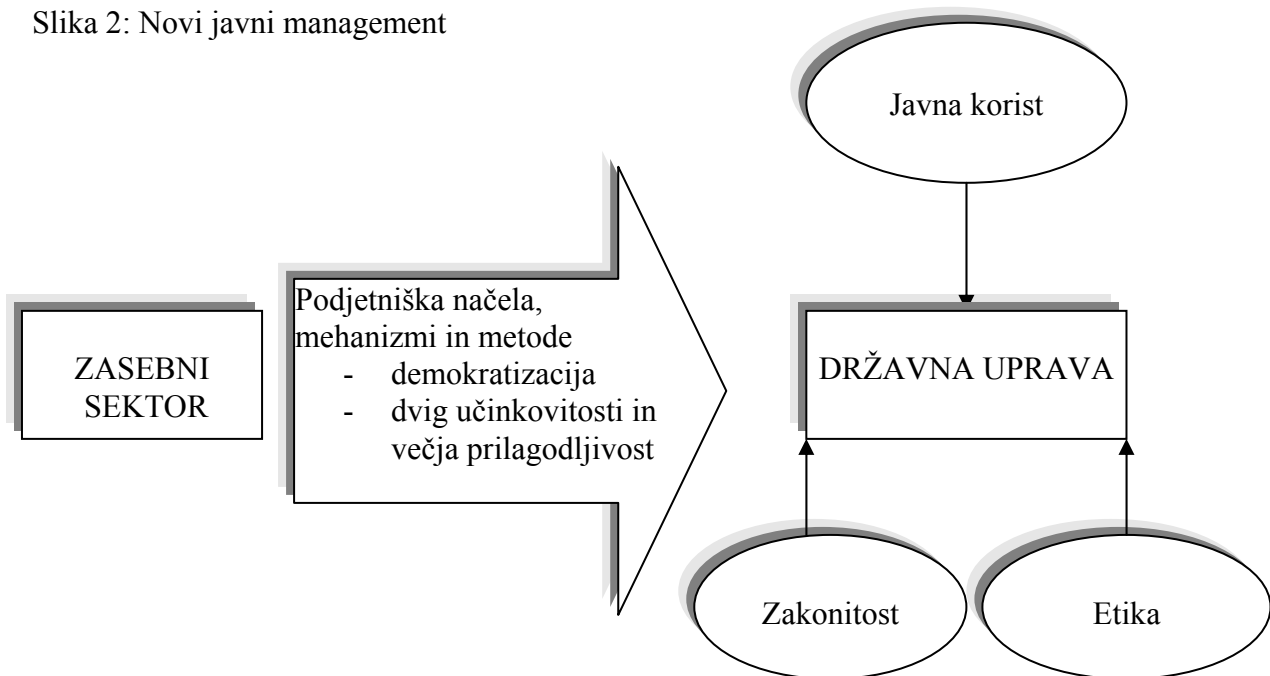 Slika 2: Novi javni management
Javna korist
Podjetniška načela,
mehanizmi in metode
- demokratizacija
- dvig učinkovitosti in
večja prilagodljivost
ZASEBNI
SEKTOR
DRŽAVNA UPRAVA
Zakonitost
Etika